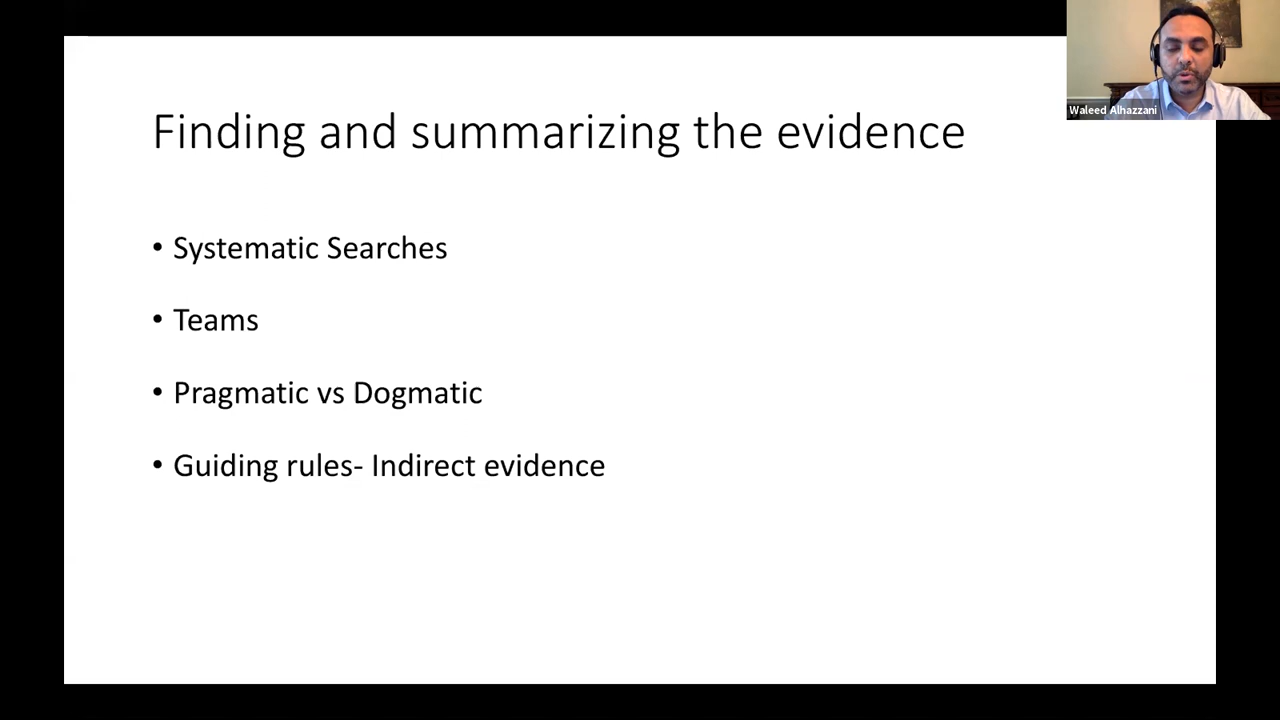 Waleed Alhazzani
Finding and summarizing the evidence
• Systematic Searches
• Teams
• Pragmatic vs Dogmatic
• Guiding rules- Indirect evidence